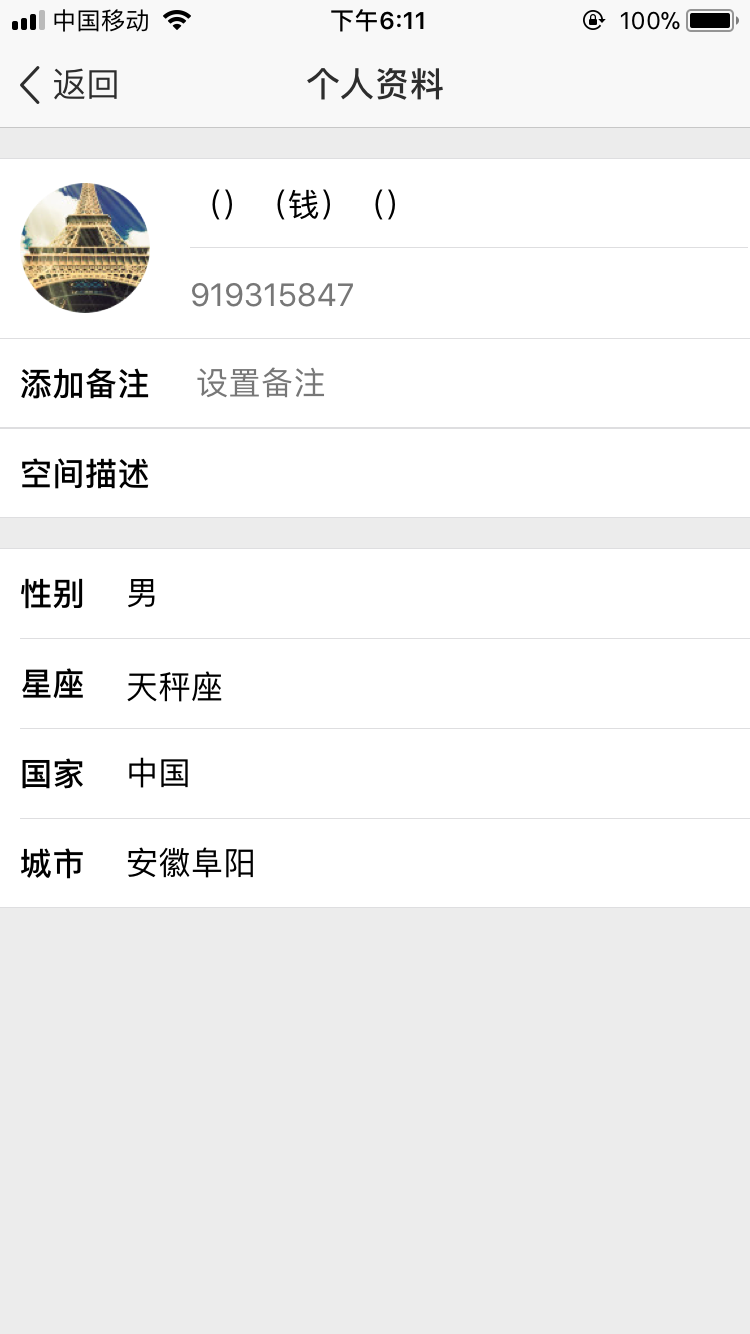 中国移动 下午6:11 100%
返回 个人资料
（）（钱）（）
919315847
添加备注 设置备注
空间描述
性别 男
星座 天秤座
国家 中国
城市 安徽阜阳